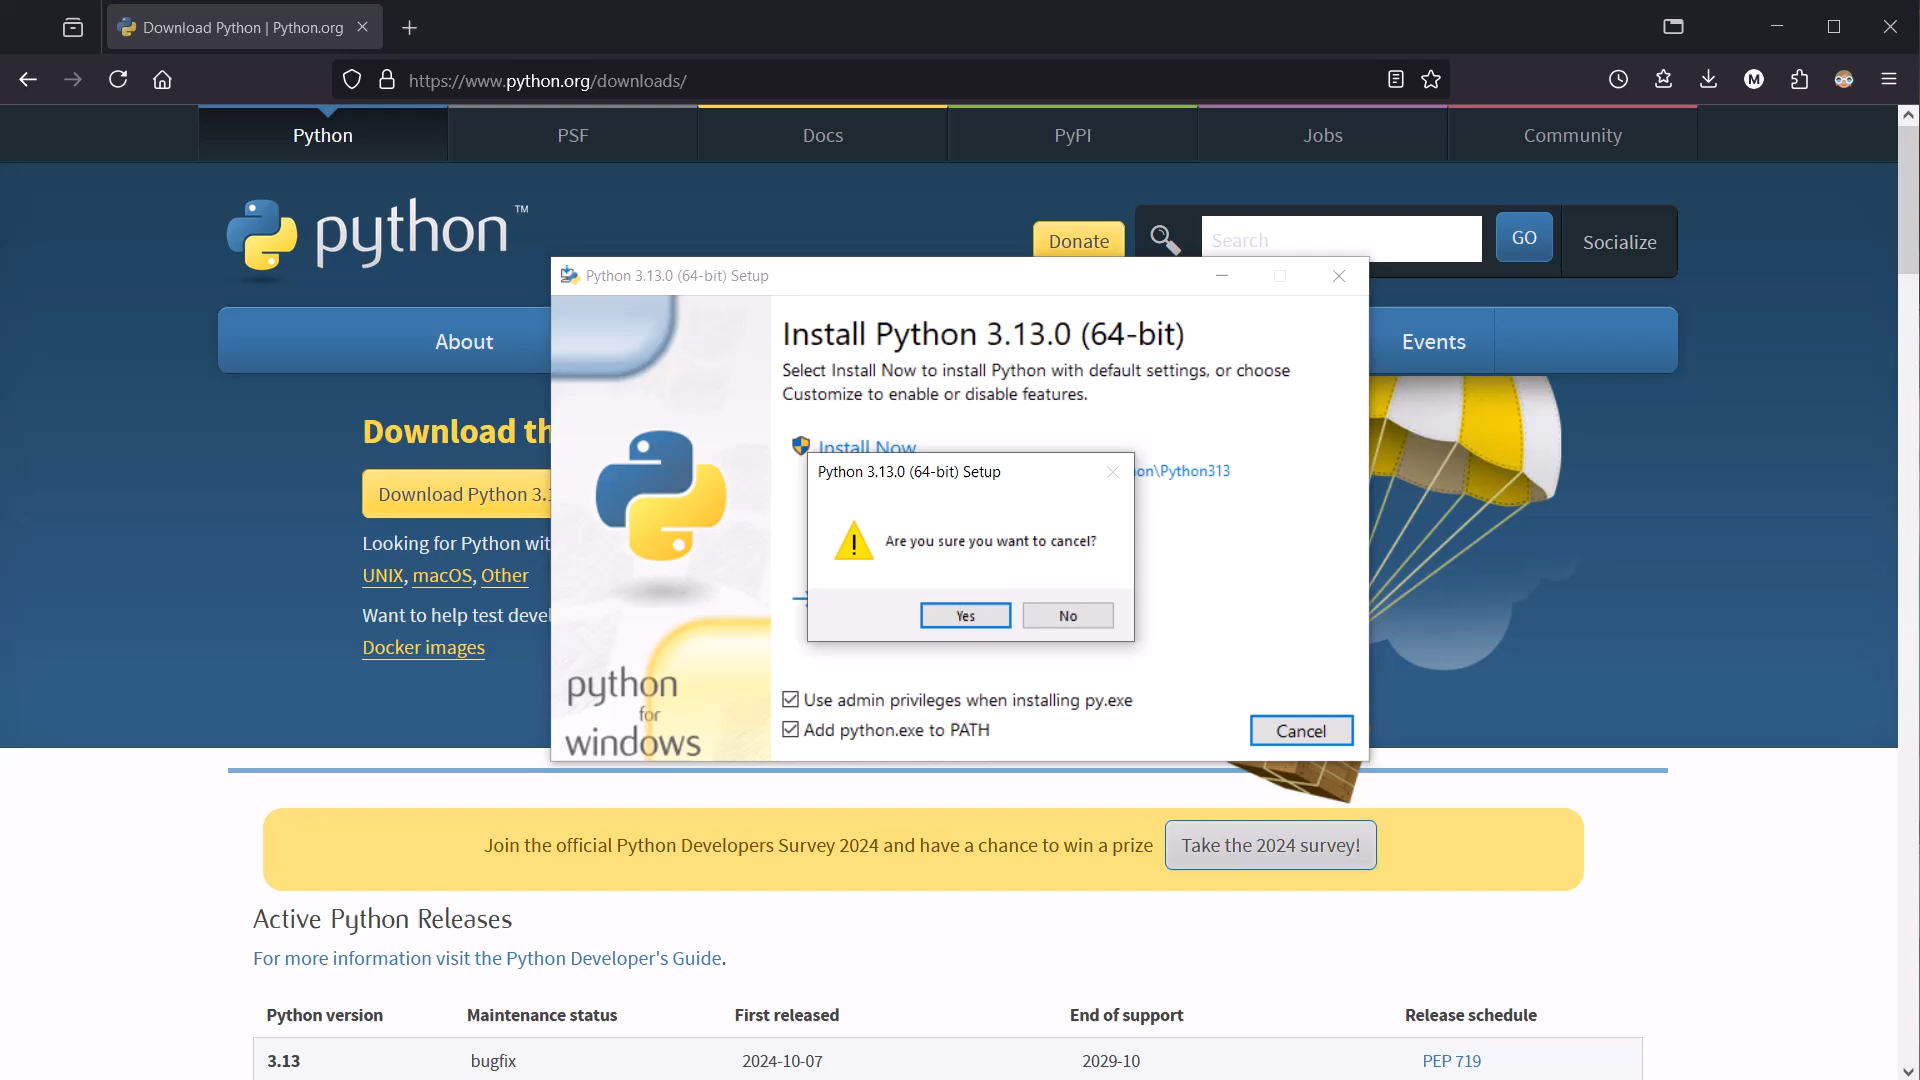 Download Python | Python.org
https://www.python.org/downloads/
M
Python
PSF
Docs
PyPI
Jobs
Community
python™
Donate
Search
GO
Socialize
About
Events
Download th
Download Python 3.1
Looking for Python wit
UNIX, macOS, Other
Want to help test devel
Docker images
Python 3.13.0 (64-bit) Setup
Install Python 3.13.0 (64-bit)
Select Install Now to install Python with default settings, or choose
Customize to enable or disable features.
Install Now
on\Python313
Python 3.13.0 (64-bit) Setup
Are you sure you want to cancel?
Yes
No
python
for
windows
Use admin privileges when installing py.exe
Add python.exe to PATH
Cancel
Join the official Python Developers Survey 2024 and have a chance to win a prize
Take the 2024 survey!
Active Python Releases
For more information visit the Python Developer's Guide.
Python version Maintenance status First released End of support Release schedule
3.13 bugfix 2024-10-07 2029-10 PEP 719